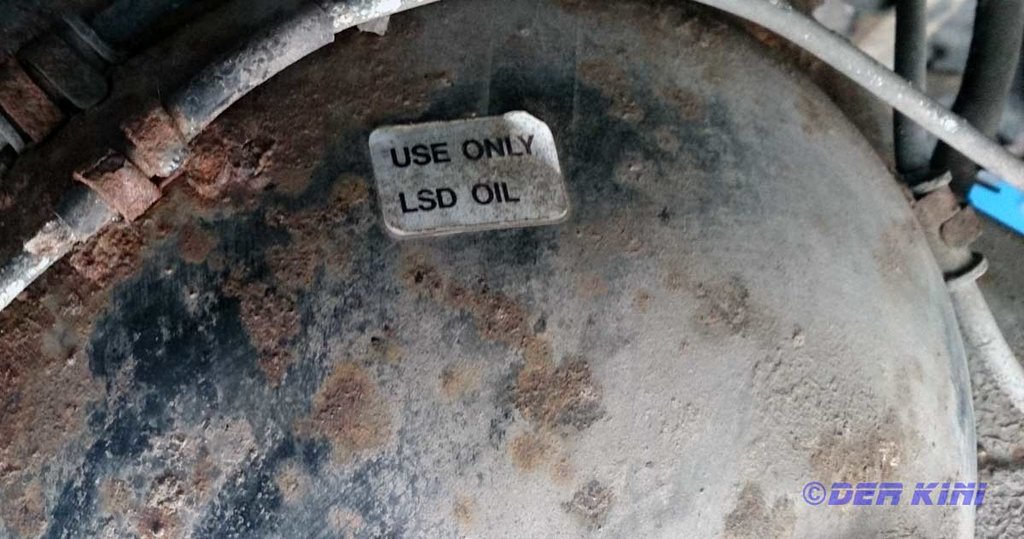 USE ONLY
LSD OIL
©DER KINI